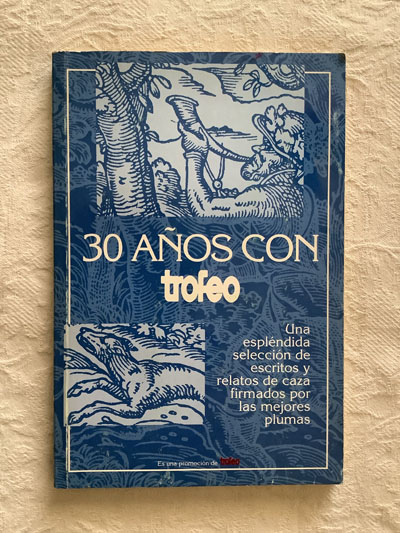 30 AÑOS CON
trofeo
Una
espléndida
selección de
escritos y
relatos de caza
firmados por
las mejores
plumas
Es una promoción de trofeo